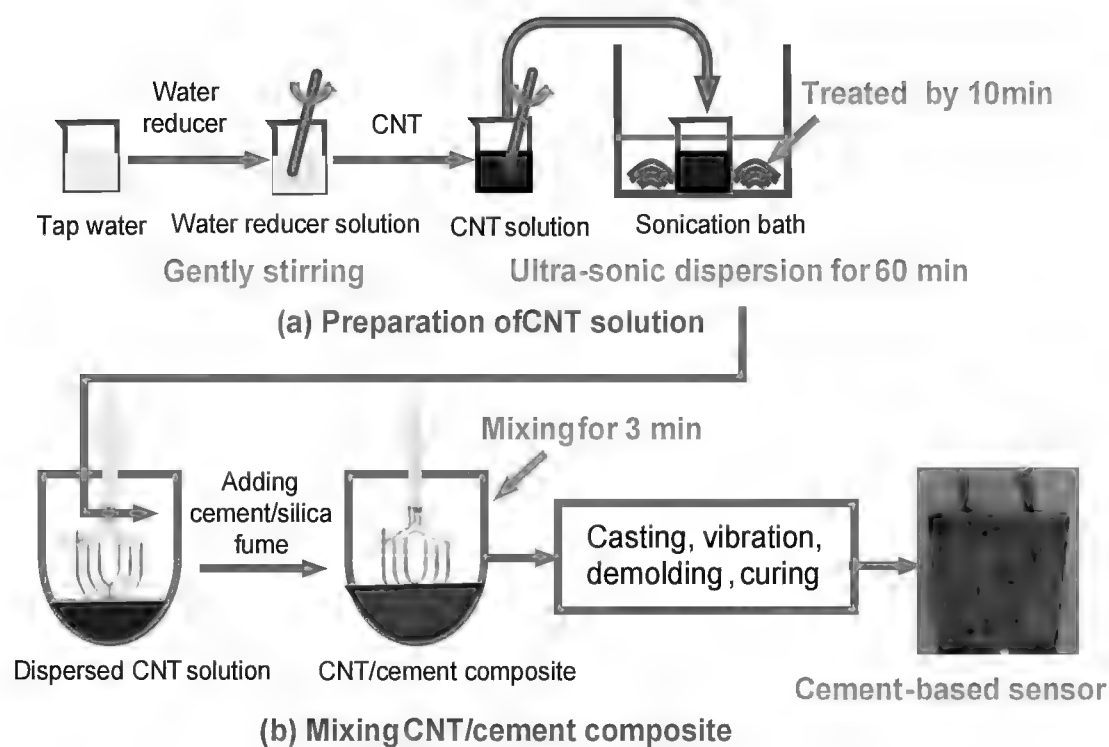 Water
reducer
CNT
Treated by 10min
Tap water
Water reducer solution
CNT solution
Sonication bath
Gently stirring
Ultra-sonic dispersion for 60 min
(a) Preparation ofCNT solution
Mixing for 3 min
Adding
cement/silica
fume
Casting, vibration,
demolding , curing
Dispersed CNT solution
CNT/cement composite
Cement-based sensor
(b) Mixing CNT/cement composite